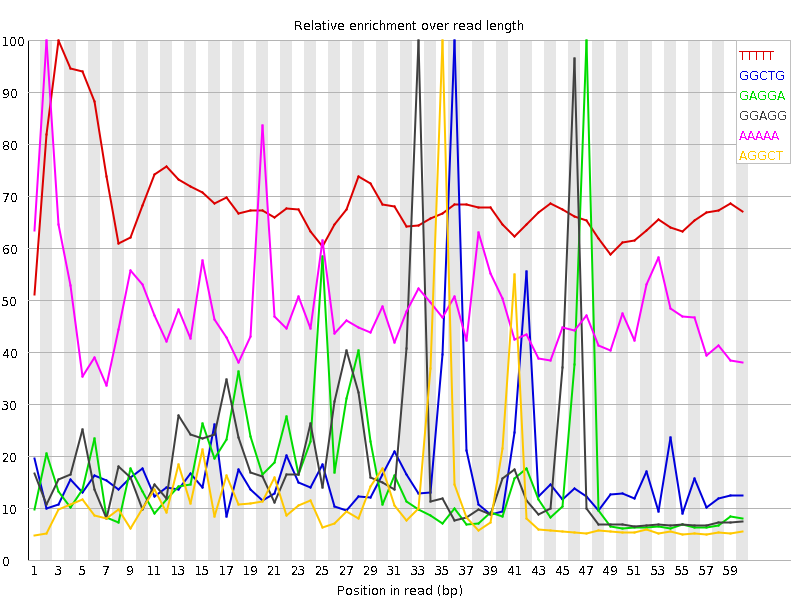 Relative enrichment over read length
100
90
80
70
60
50
40
30
20
10
0
TTTTT
GGCTG
GAGGA
GGAGG
AAAAA
AGGCT
1 3 5 7 9 11 13 15 17 19 21 23 25 27 29 31 33 35 37 39 41 43 45 47 49 51 53 55 57 59
Position in read (bp)